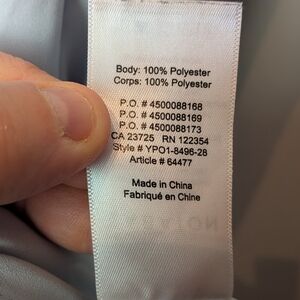 Body: 100% Polyester
Corps: 100% Polyester
P.O. # 4500088168
P.O. # 4500088169
P.O. # 4500088173
CA 23725 RN 122354
Style # YPO1-8496-28
Article # 64477
Made in China
Fabriqué en Chine